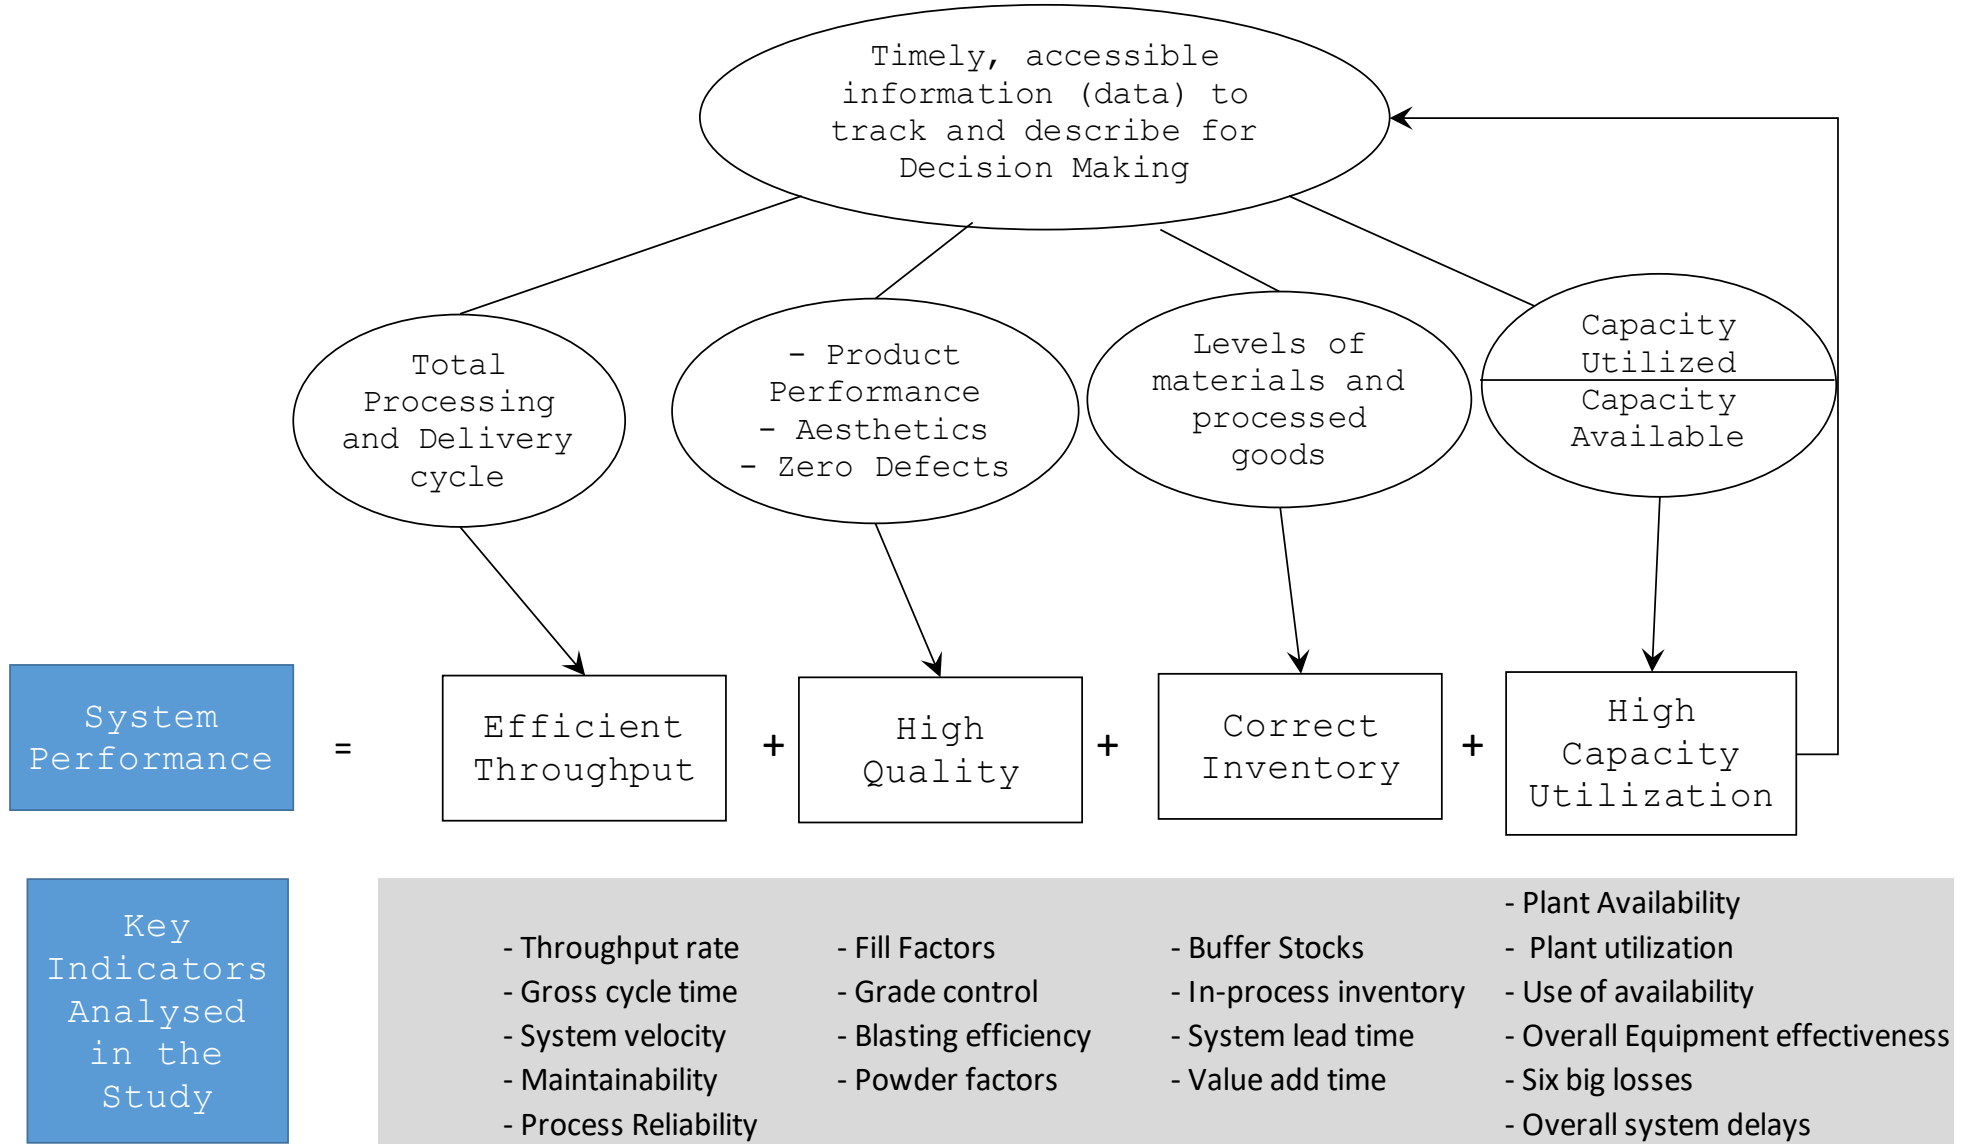 Timely, accessible
information (data) to
track and describe for
Decision Making
Total
Processing
and Delivery
cycle
- Product
Performance
- Aesthetics
- Zero Defects
Levels of
materials and
processed
goods
Capacity
Utilized
Capacity
Available
System
Performance
=
Efficient
Throughput
+
High
Quality
+
Correct
Inventory
+
High
Capacity
Utilization
Key
Indicators
Analysed
in the
Study
- Throughput rate
- Gross cycle time
- System velocity
- Maintainability
- Process Reliability
- Fill Factors
- Grade control
- Blasting efficiency
- Powder factors
- Buffer Stocks
- In-process inventory
- System lead time
- Value add time
- Plant Availability
- Plant utilization
- Use of availability
- Overall Equipment effectiveness
- Six big losses
- Overall system delays